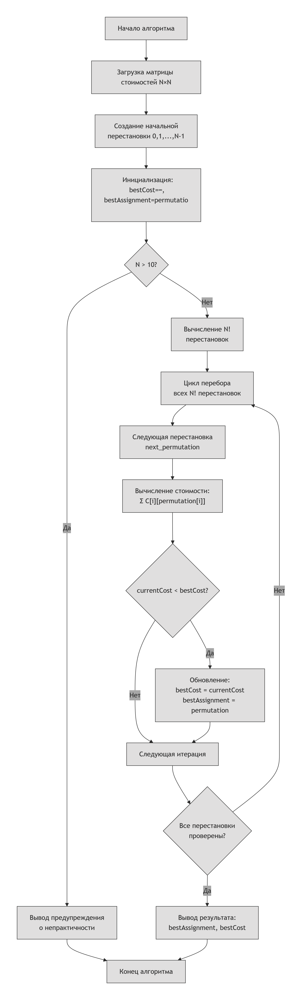 Начало алгоритма
Загрузка матрицы
стоимостей N×N
Создание начальной
перестановки 0,1,...,N-1
Инициализация:
bestCost=∞,
bestAssignment=permutatio
N > 10?
Нет
Вычисление N!
перестановок
Цикл перебора
всех N! перестановок
Следующая перестановка
next_permutation
Вычисление стоимости:
Σ C[i][permutation[i]]
Да
currentCost < bestCost?
Нет
Да
Обновление:
bestCost = currentCost
bestAssignment =
permutation
Нет
Следующая итерация
Все перестановки
проверены?
Да
Вывод предупреждения
о непрактичности
Вывод результата:
bestAssignment, bestCost
Конец алгоритма